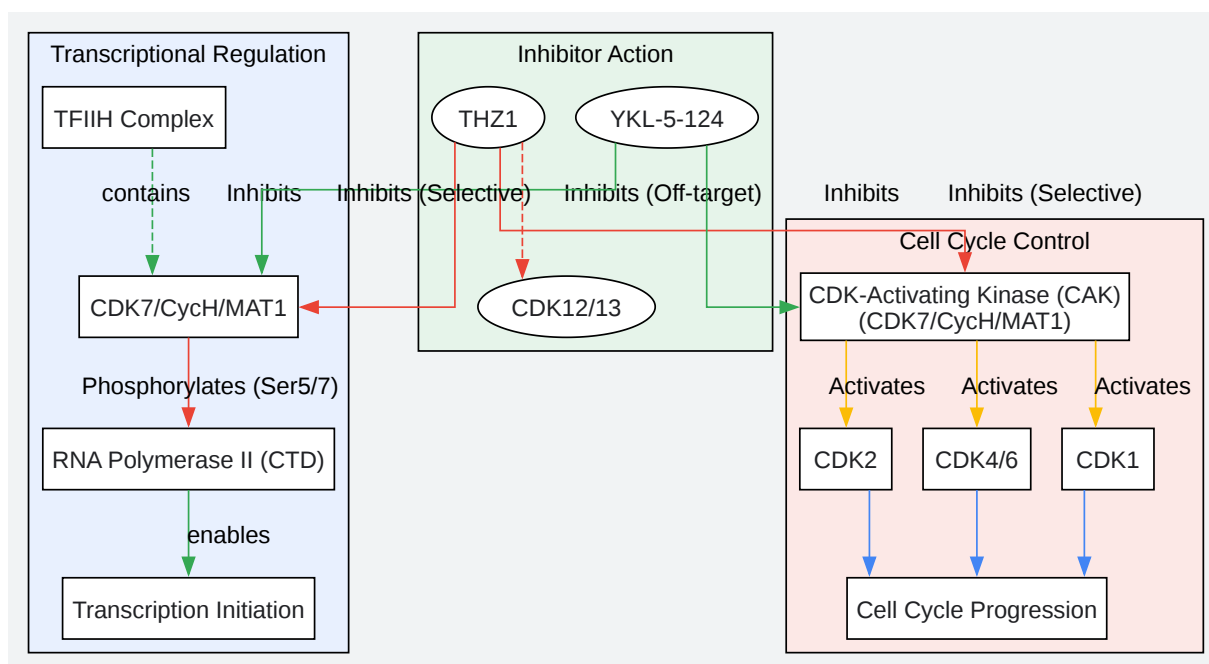 Transcriptional Regulation
Inhibitor Action
TFIIH Complex
THZ1
YKL-5-124
contains
Inhibits
Inhibits (Selective)
Inhibits (Off-target)
Inhibits
Inhibits (Selective)
Cell Cycle Control
CDK7/CycH/MAT1
CDK12/13
CDK-Activating Kinase (CAK)
(CDK7/CycH/MAT1)
Phosphorylates (Ser5/7)
Activates
Activates
Activates
RNA Polymerase II (CTD)
CDK2
CDK4/6
CDK1
enables
Transcription Initiation
Cell Cycle Progression